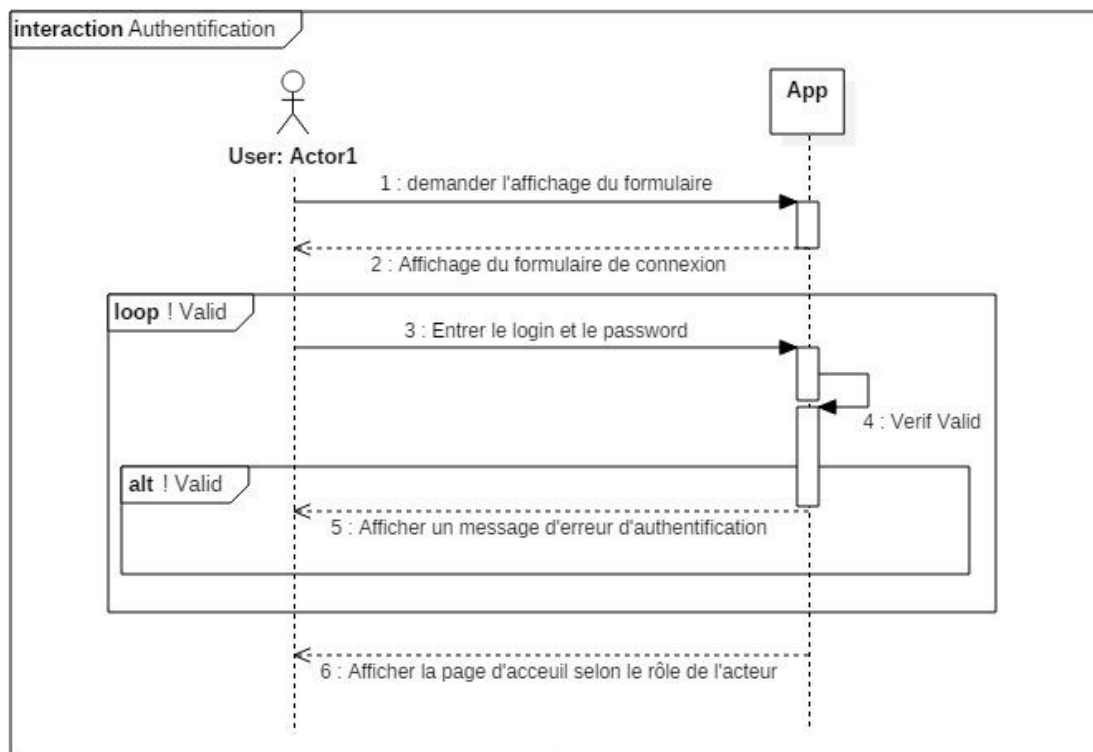 interaction Authentification
App
User: Actor1
1 : demander l'affichage du formulaire
2 : Affichage du formulaire de connexion
loop ! Valid
3 : Entrer le login et le password
4 : Verif Valid
alt ! Valid
5 : Afficher un message d'erreur d'authentification
6 : Afficher la page d'acceuil selon le rôle de l'acteur